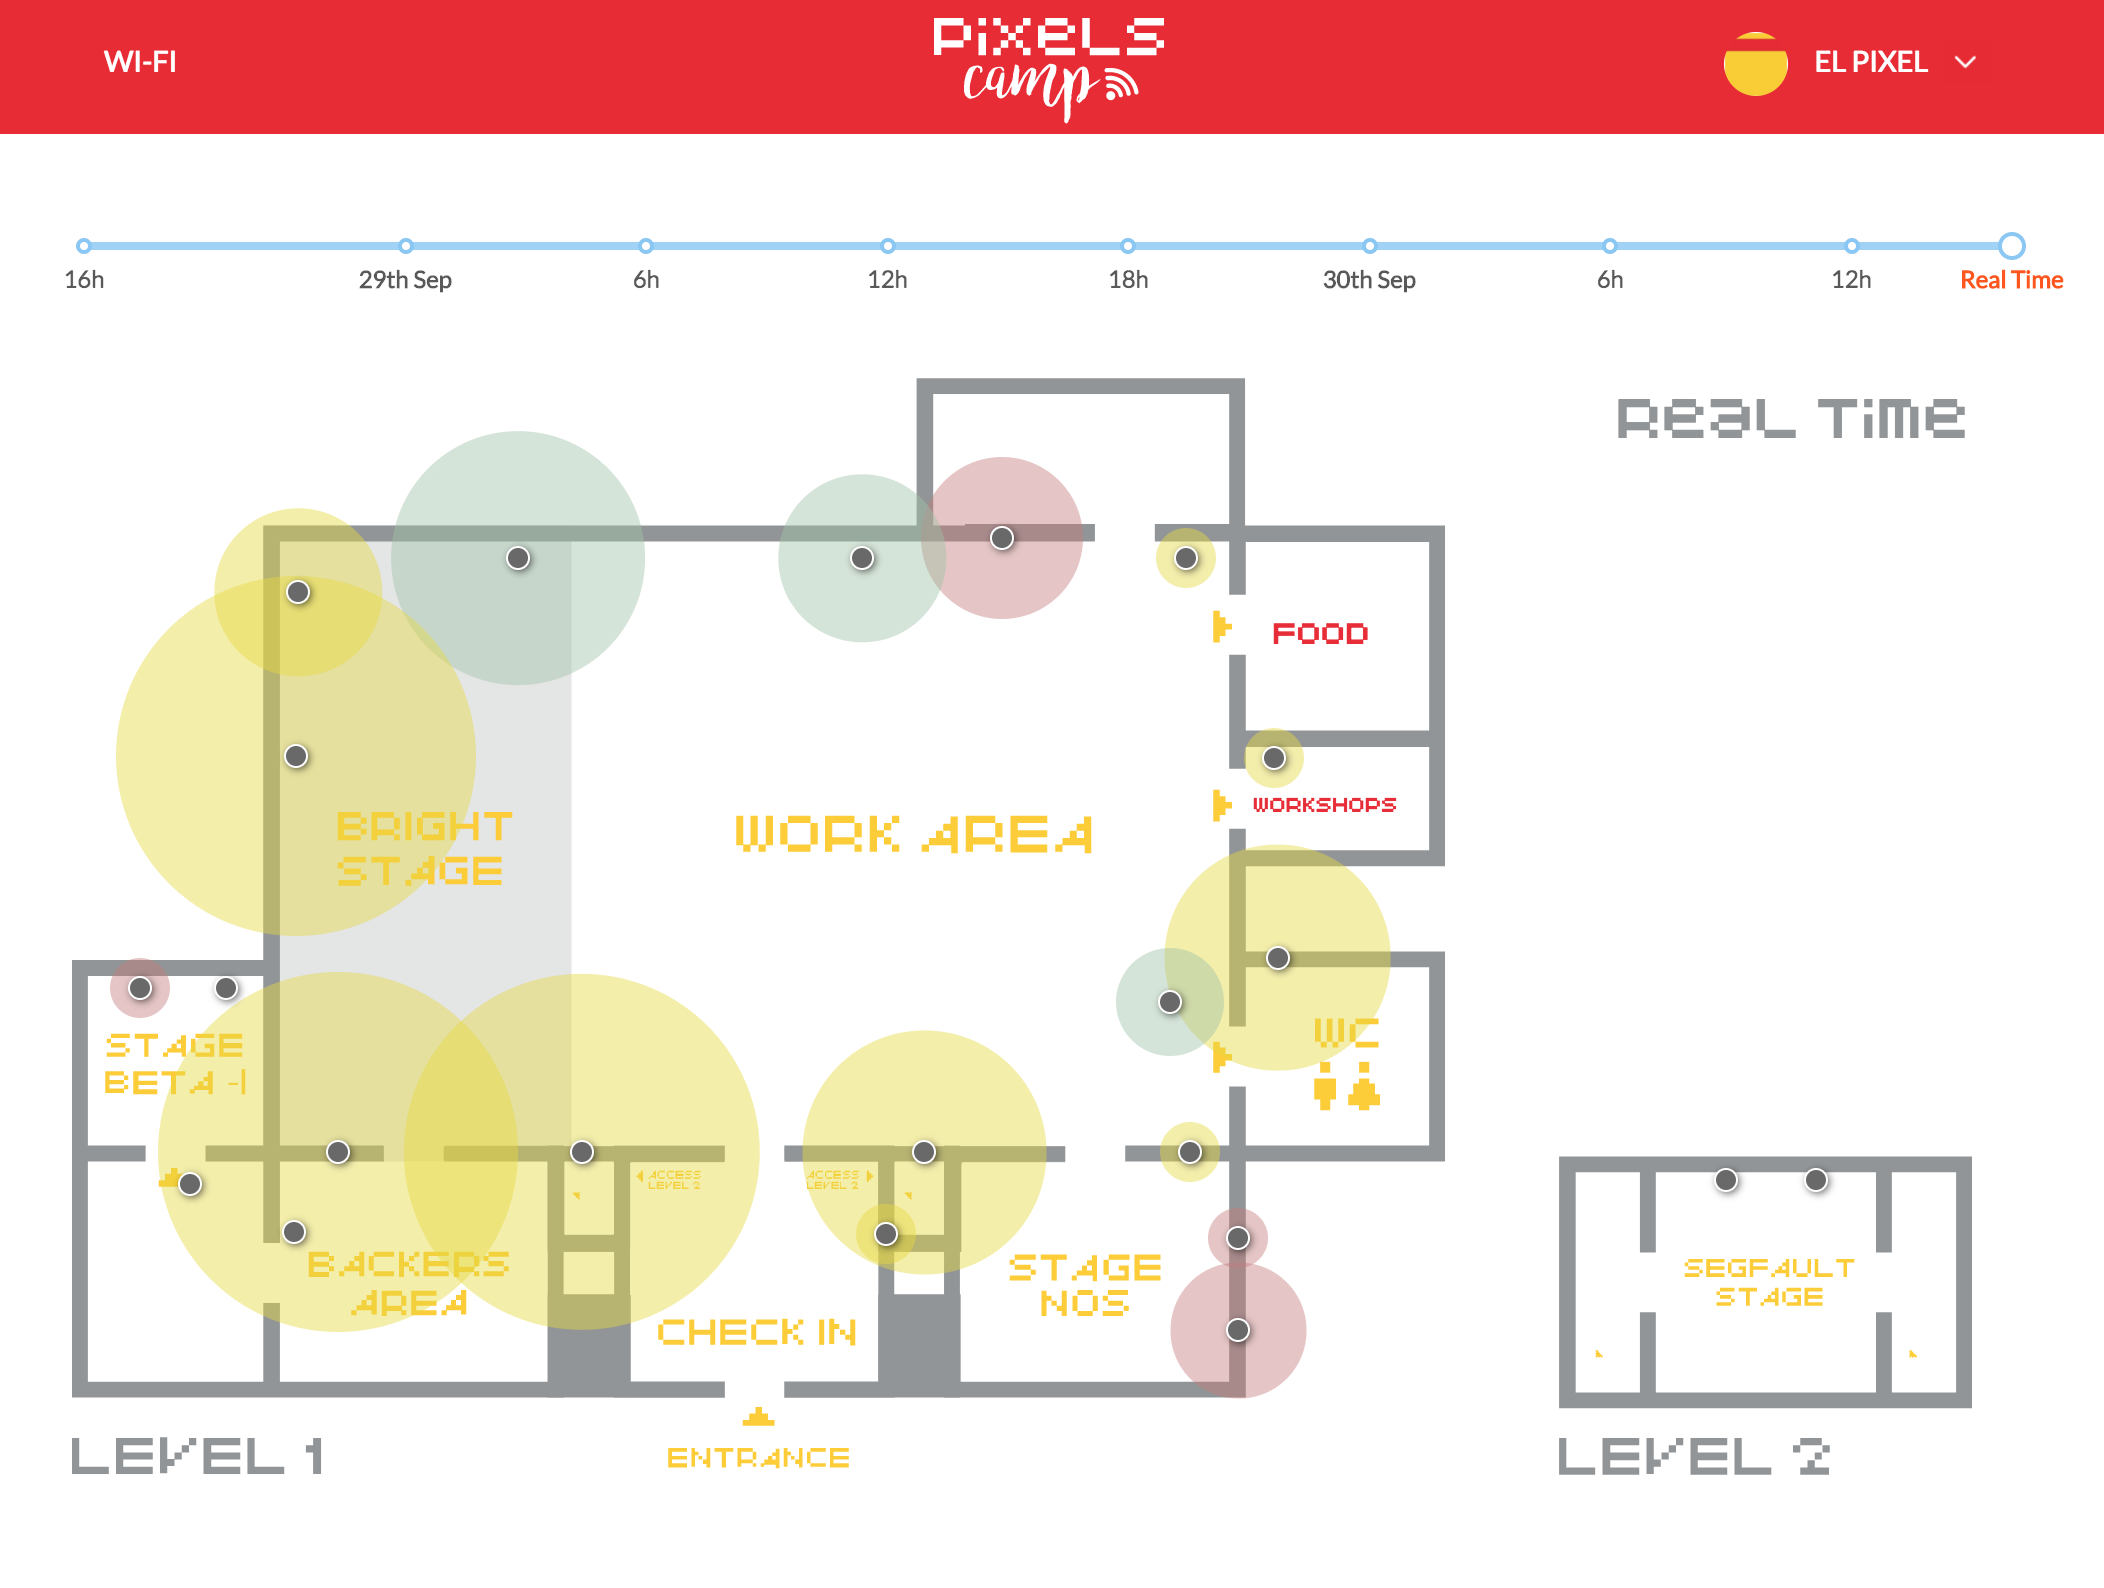 WI-FI
PIXELS
camp
EL PIXEL
16h
29th Sep
6h
12h
18h
30th Sep
6h
12h
Real Time
REAL TIME
FOOD
WORKSHOPS
BRIGHT
STAGE
WORK AREA
STAGE
BETA -I
WC
ACCESS
LEVEL 2
ACCESS
LEVEL 2
BACKERS
AREA
STAGE
NOS
CHECK IN
SEGFAULT
STAGE
ENTRANCE
LEVEL 1
LEVEL 2